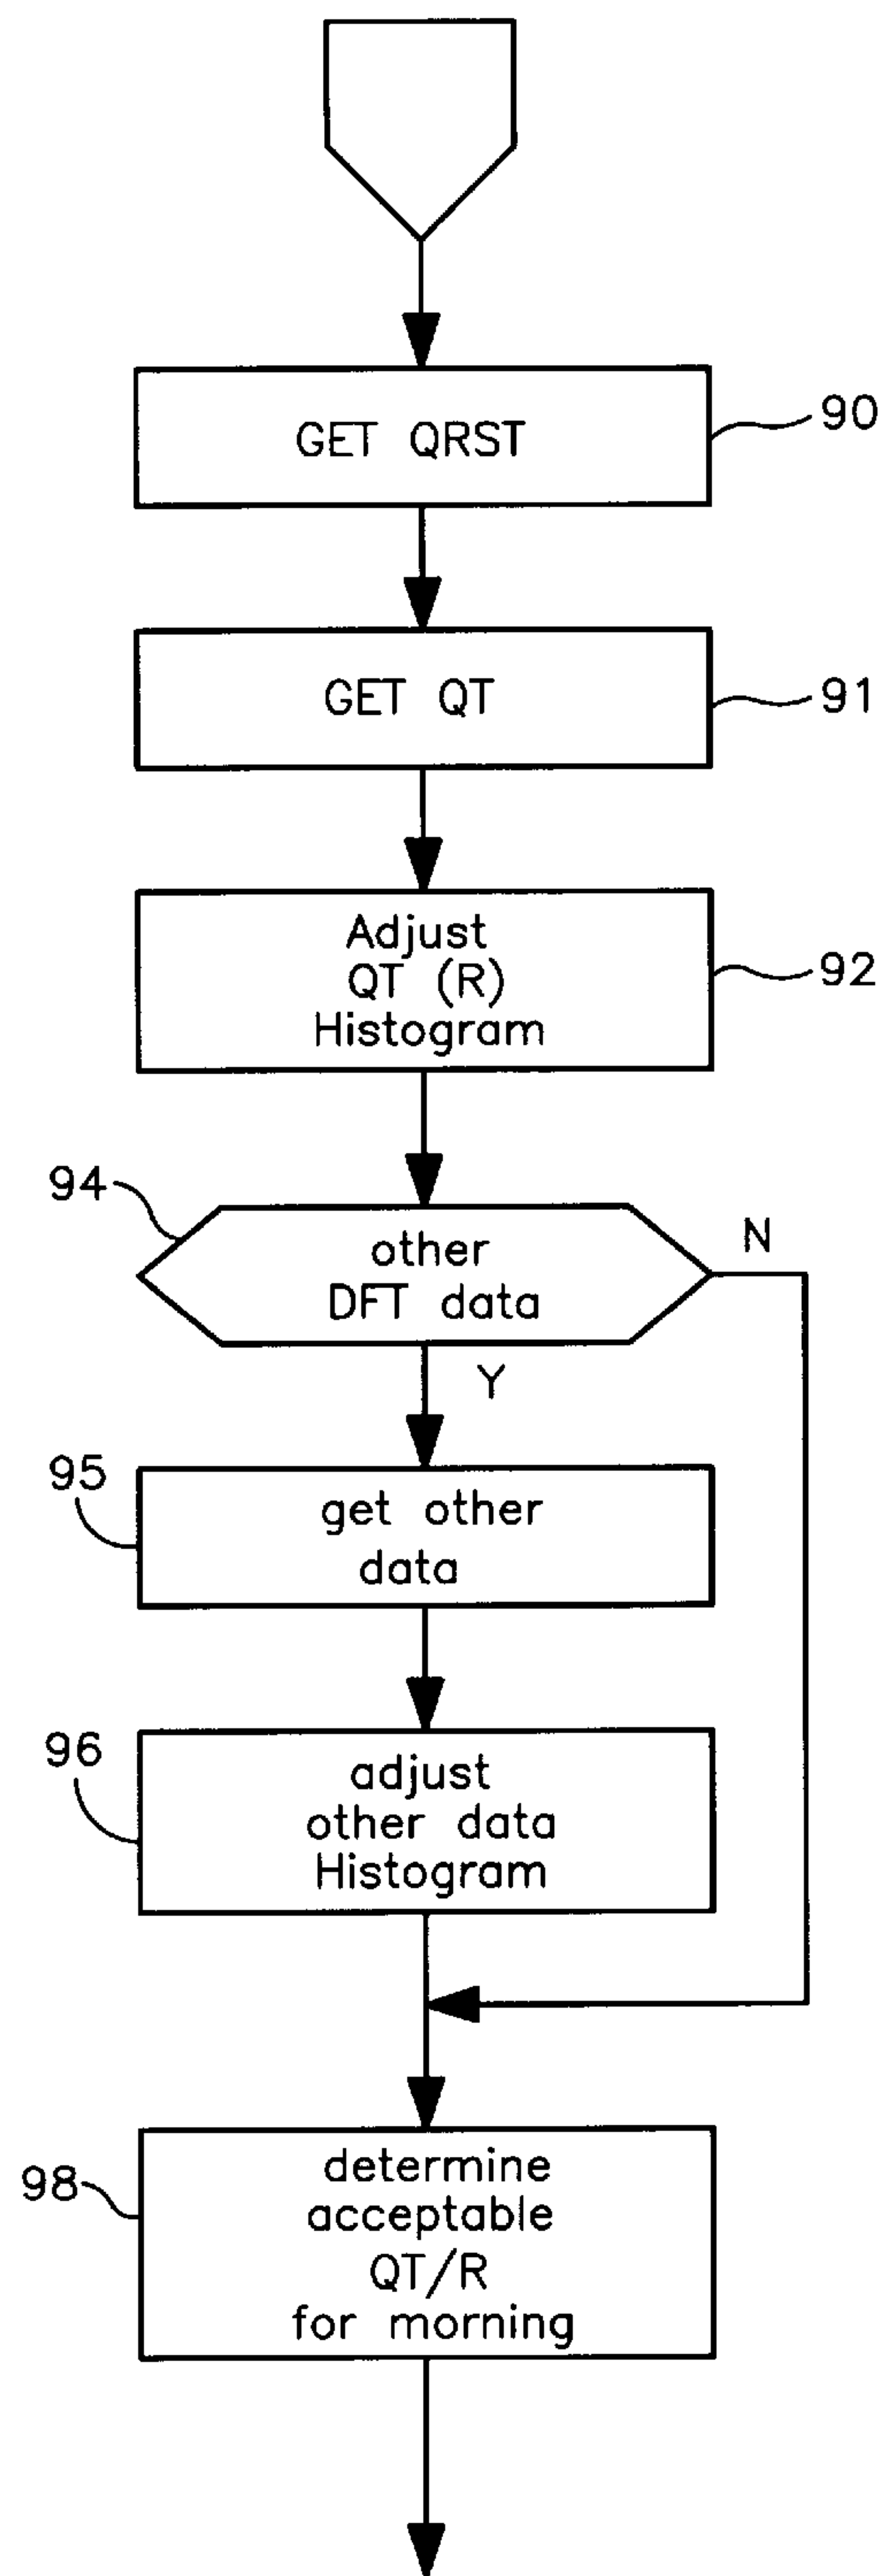 GET QRST
90
GET QT
91
Adjust
QT (R)
Histogram
92
94
other
DFT data
N
Y
95
get other
data
96
adjust
other data
Histogram
98
determine
acceptable
QT/R
for morning